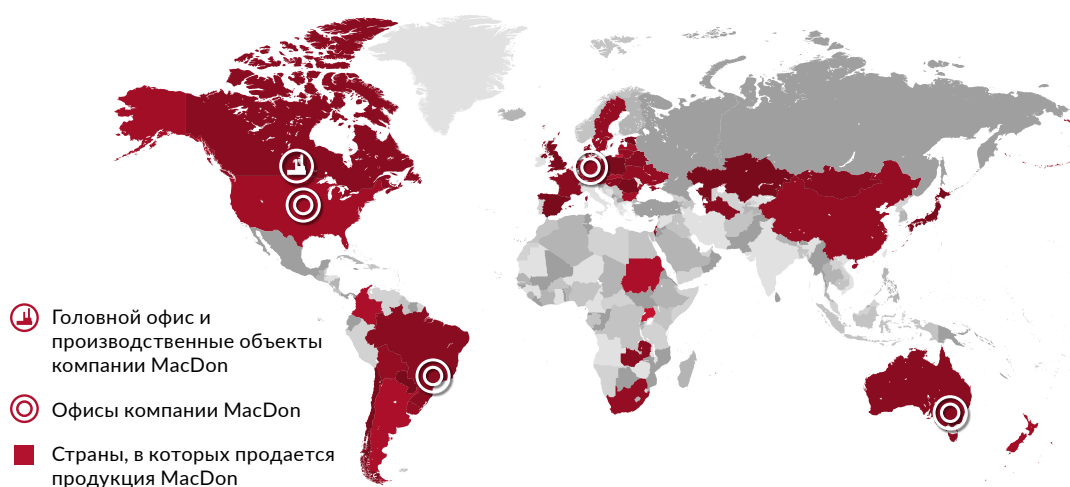 Головной офис и
производственные объекты
компании MacDon
Офисы компании MacDon
Страны, в которых продается
продукция MacDon